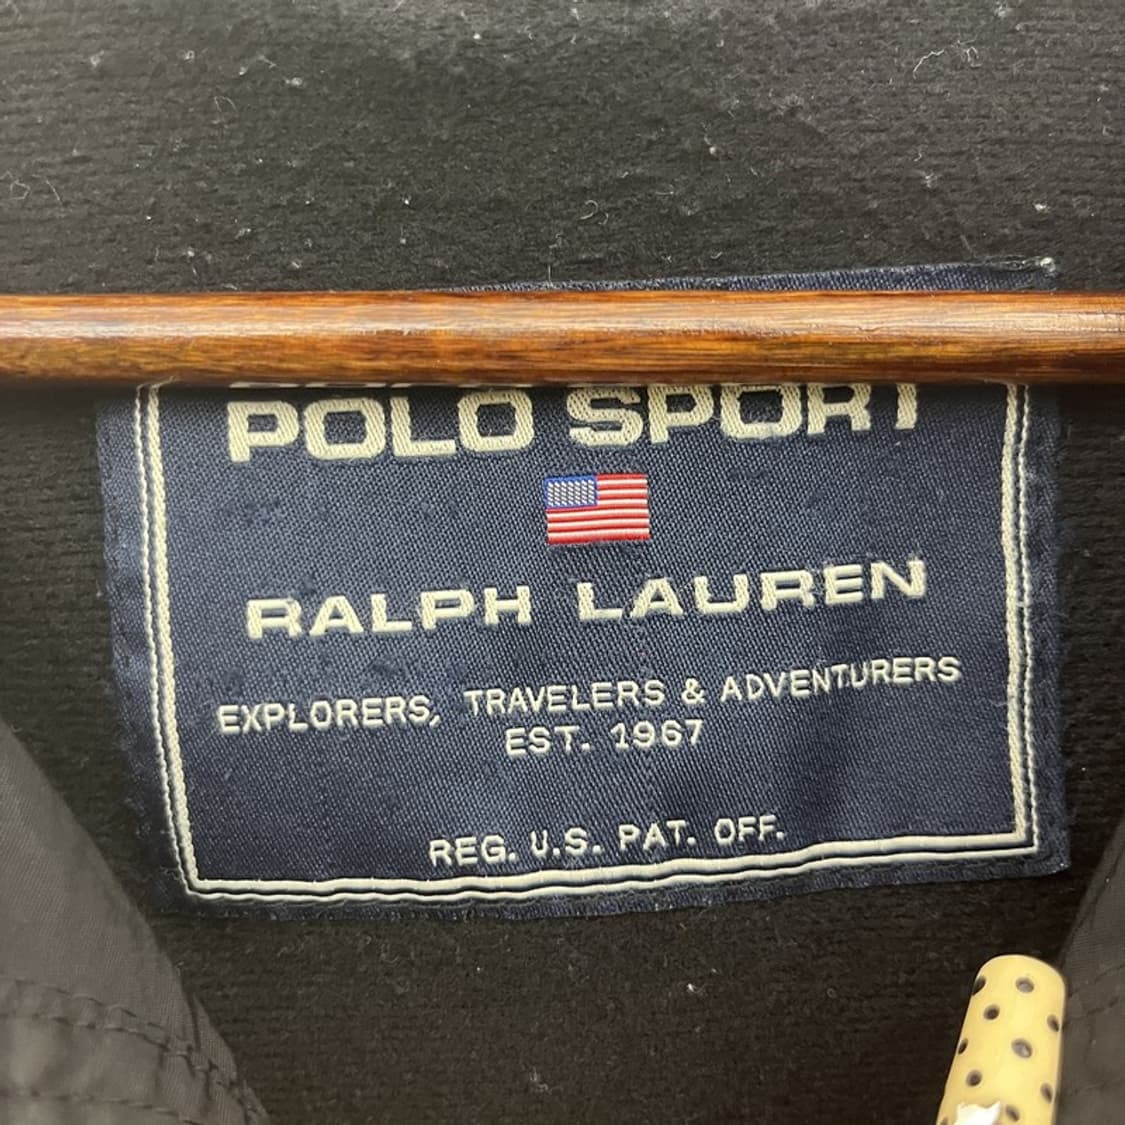 POLO SPORT
RALPH LAUREN
EXPLORERS, TRAVELERS & ADVENTURERS
EST. 1967
REG. U.S. PAT. OFF.